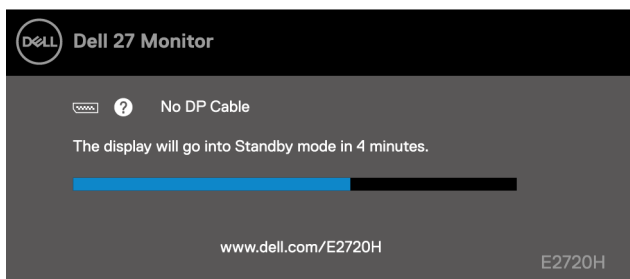 DELL
Dell 27 Monitor
? No DP Cable
The display will go into Standby mode in 4 minutes.
www.dell.com/E2720H
E2720H